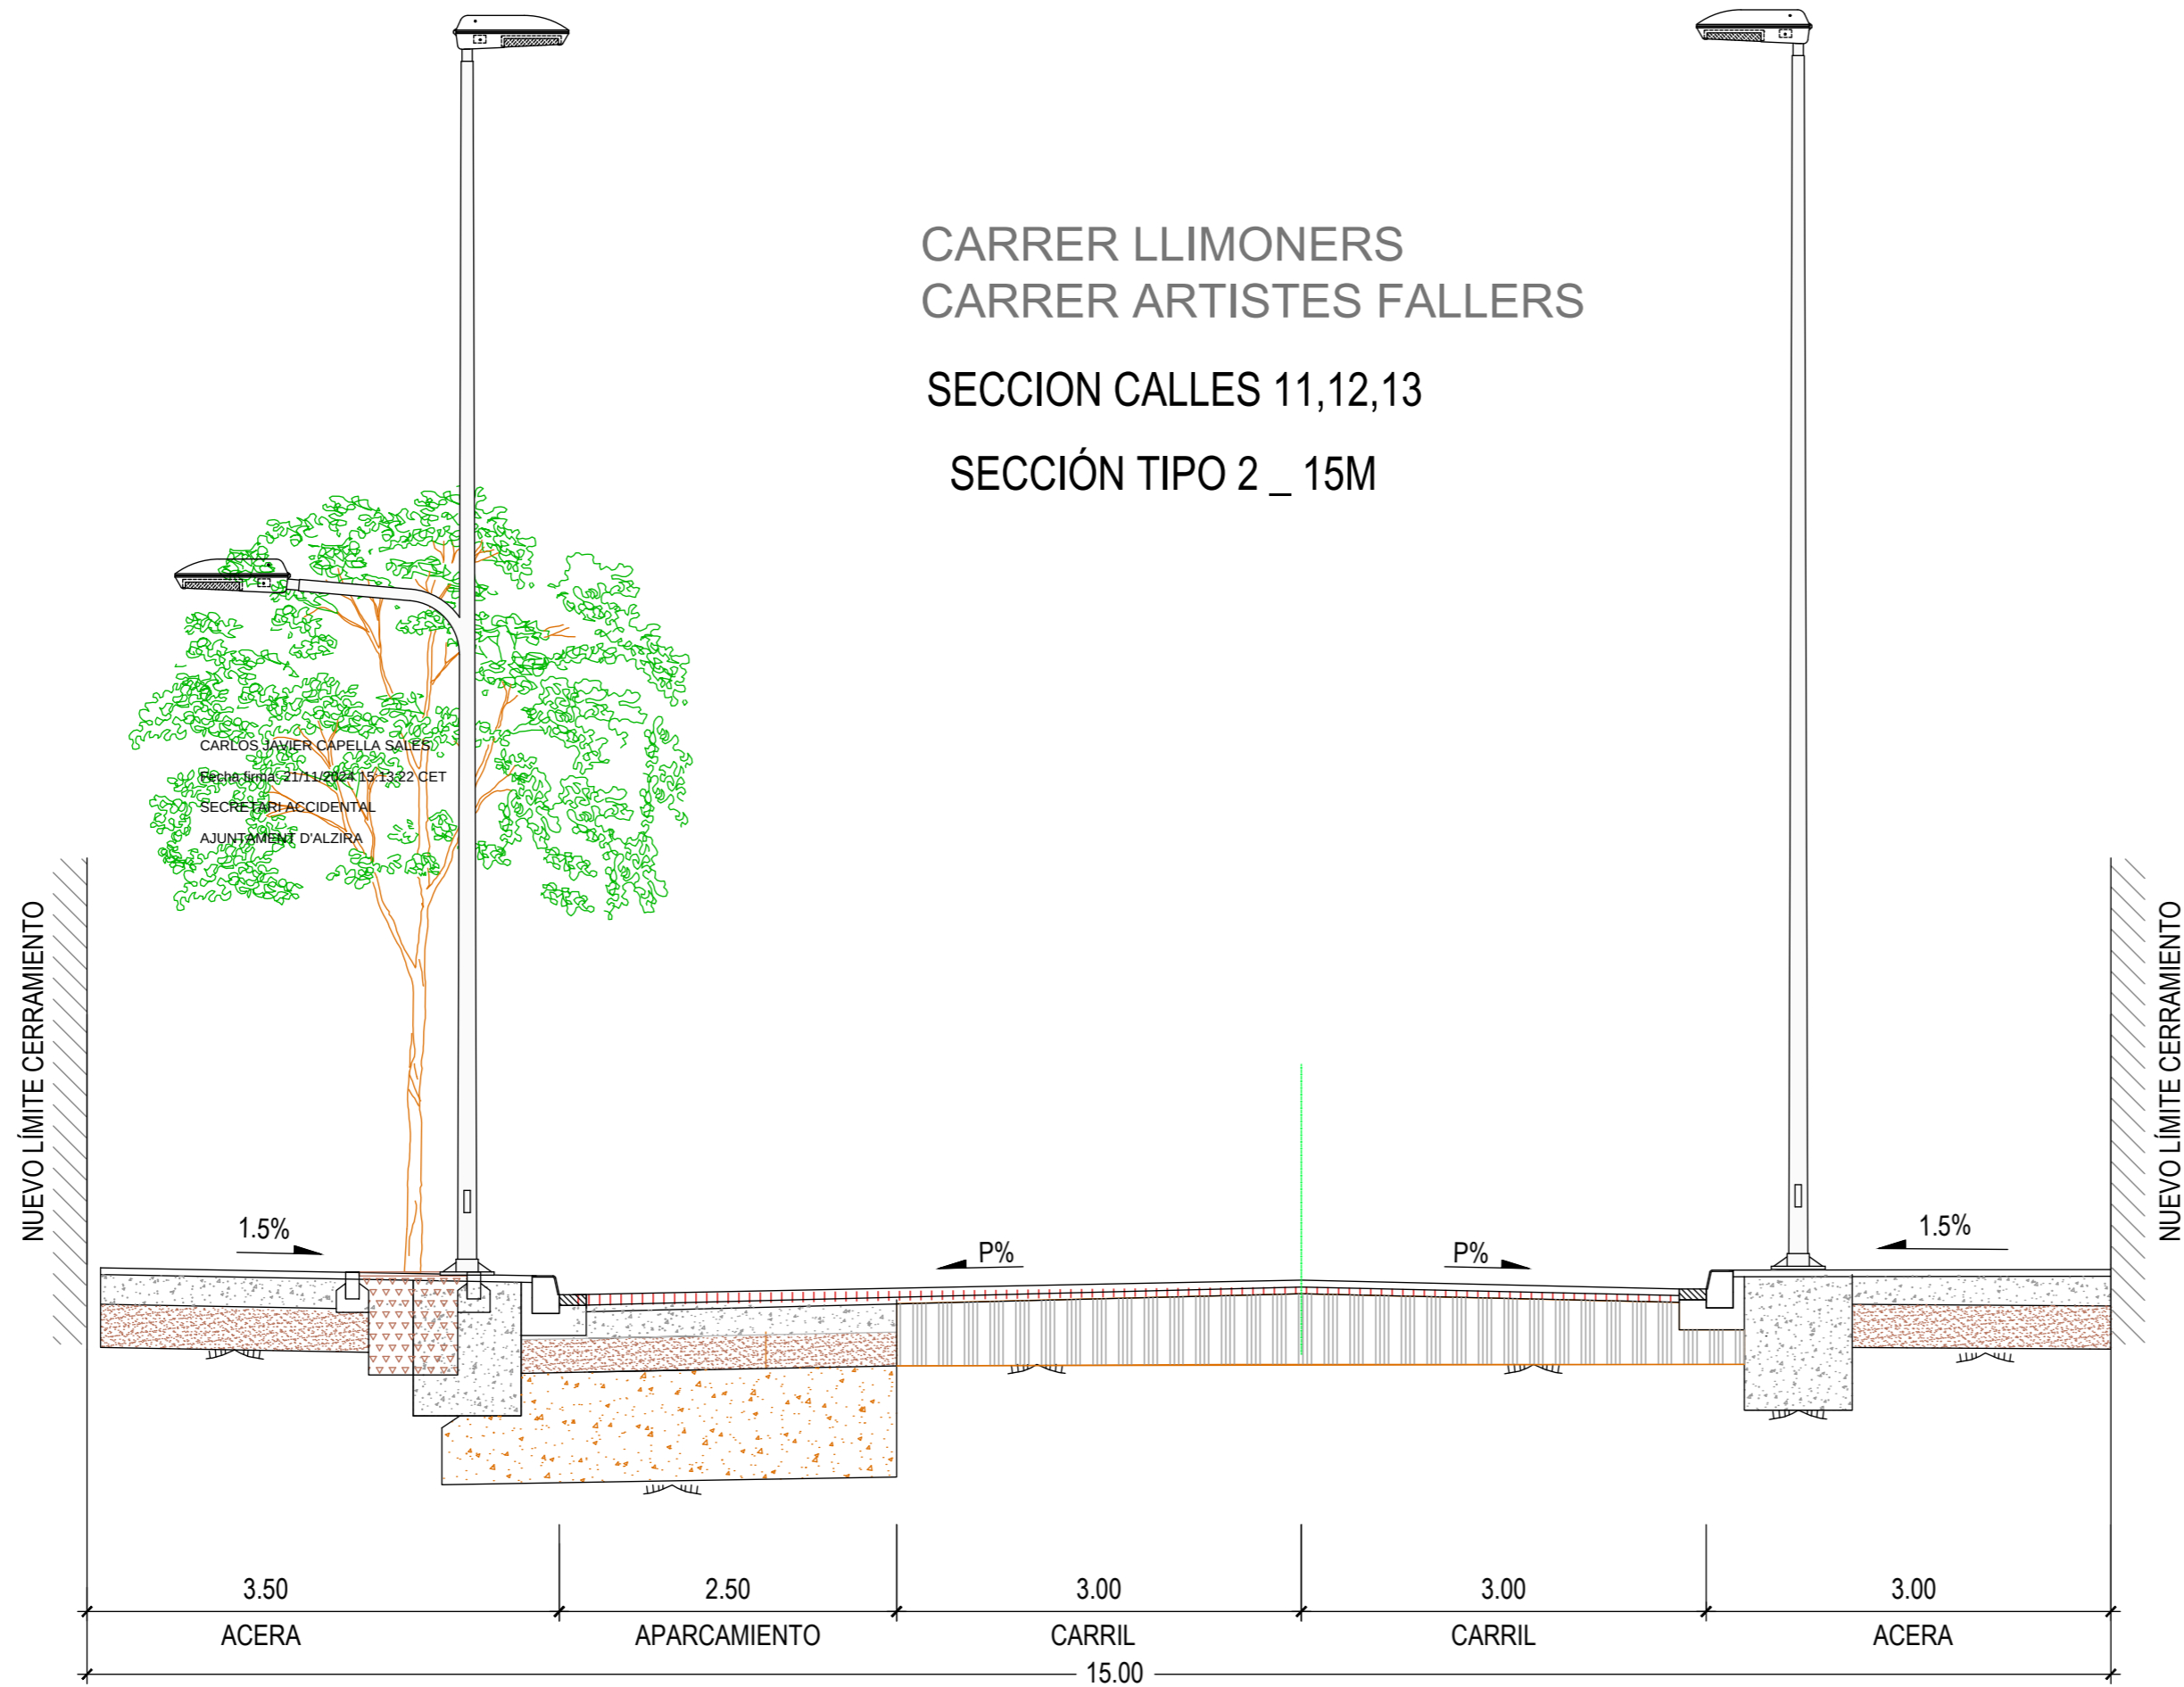 CARRER LLIMONERS
CARRER ARTISTES FALLERS
SECCION CALLES 11,12,13
SECCIÓN TIPO 2 _ 15M
CARLOS JAVIER CAPELLA SALES
Fecha firma: 21/11/2024 15:13:22 CET
SECRETARI ACCIDENTAL
AJUNTAMENT D'ALZIRA
NUEVO LÍMITE CERRAMIENTO
NUEVO LÍMITE CERRAMIENTO
1.5%
P%
P%
1.5%
3.50
2.50
3.00
3.00
3.00
ACERA
APARCAMIENTO
CARRIL
CARRIL
ACERA
15.00